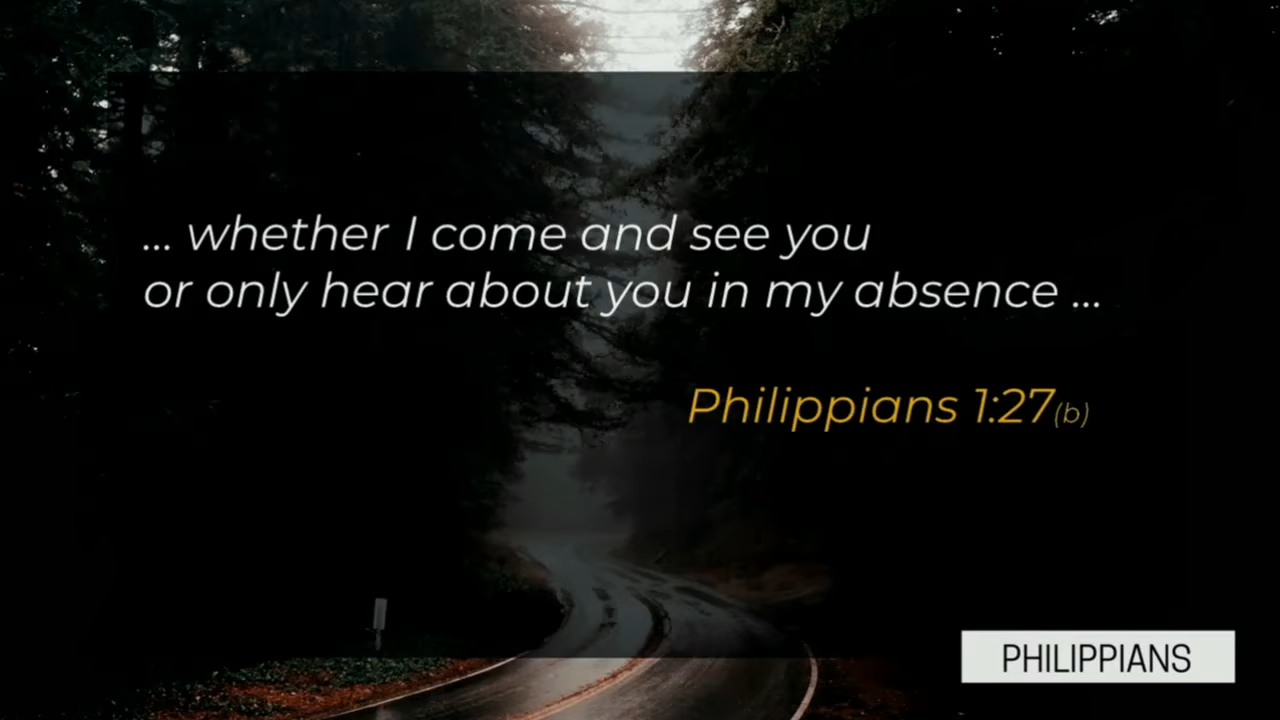 ... whether I come and see you
or only hear about you in my absence ...
Philippians 1:27(b)
PHILIPPIANS